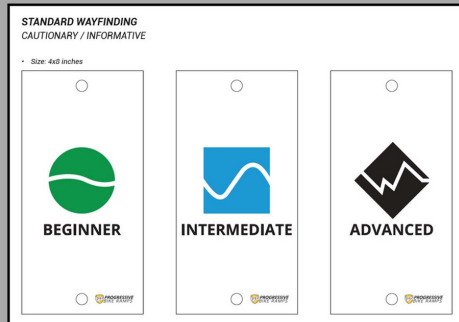 STANDARD WAYFINDING
CAUTIONARY / INFORMATIVE
• Size: 4x8 inches
BEGINNER
INTERMEDIATE
ADVANCED
PROGRESSIVE
BIKE RAMPS
PROGRESSIVE
BIKE RAMPS
PROGRESSIVE
BIKE RAMPS